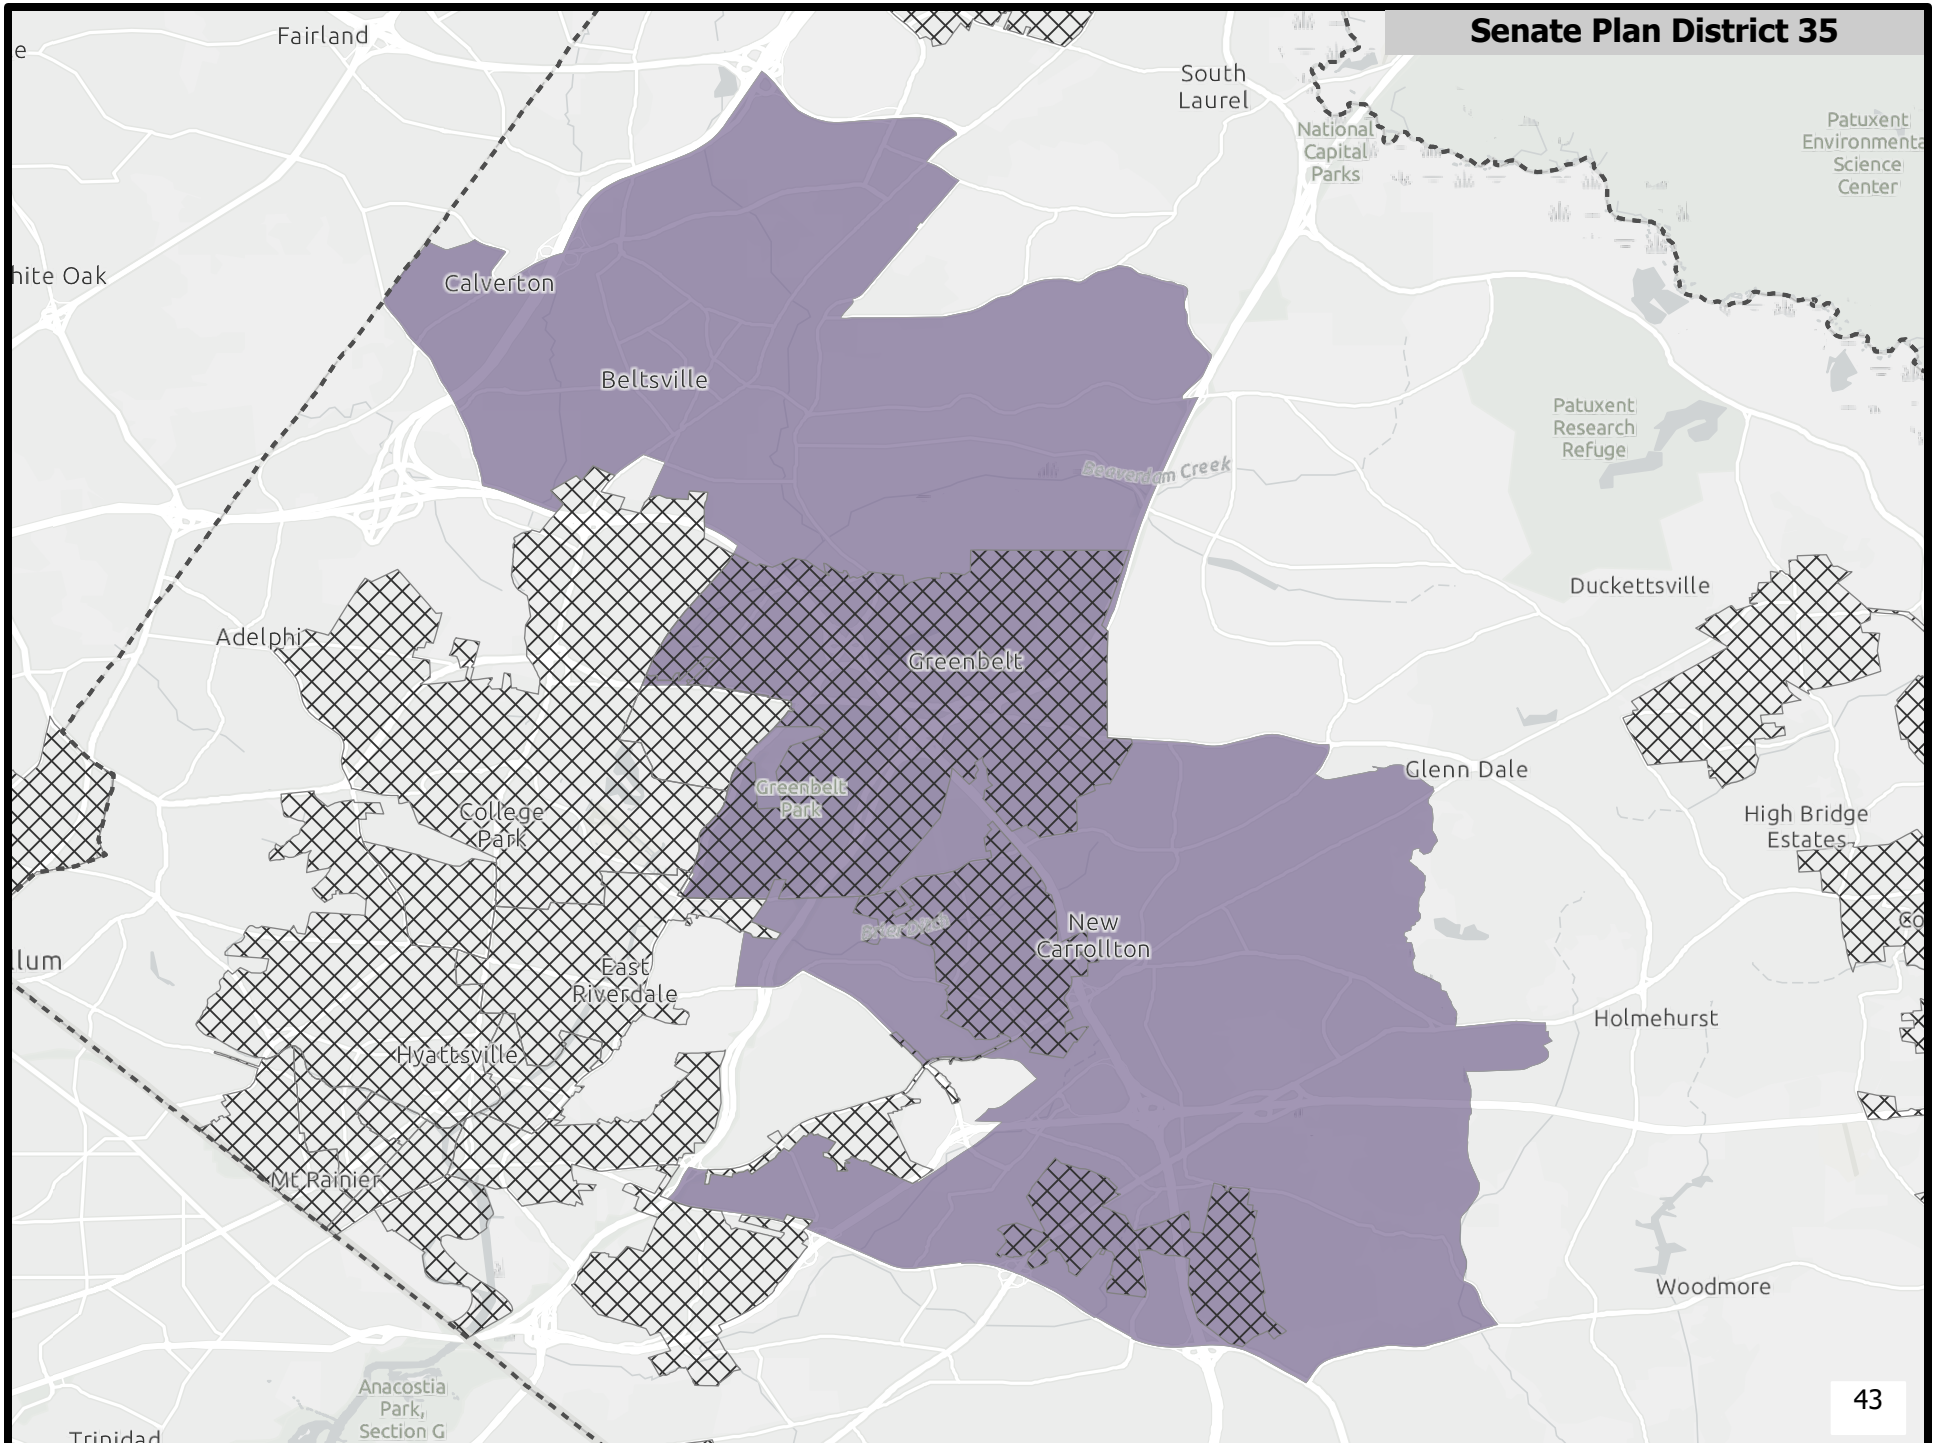 Senate Plan District 35
Fairland
e
South
Laurel
National
Capital
Parks
Patuxent
Environmenta
Science
Center
hite Oak
Calverton
Beltsville
Patuxent
Research
Refuge
Beaverdam Creek
Duckettsville
Adelphi
Greenbelt
Glenn Dale
Greenbelt
Park
College
Park
High Bridge
Estates
New
Carrollton
Co
llum
East
Riverdale
Holmehurst
Hyattsville
Mt Rainier
Woodmore
Anacostia
Park,
Section G
Trinidad
43